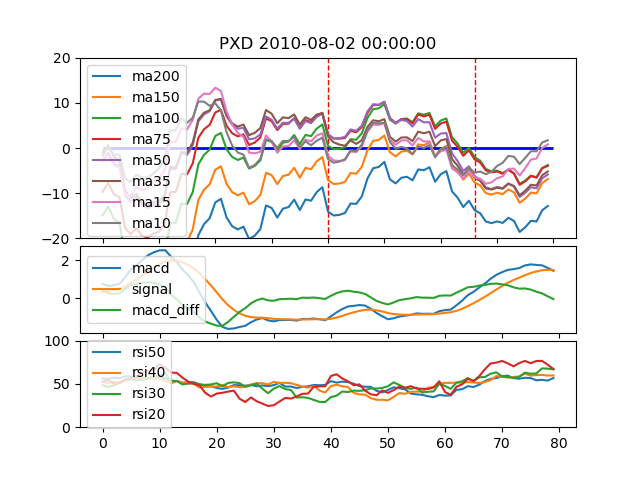 PXD 2010-08-02 00:00:00
20
10
0
−10
−20
ma200
ma150
ma100
ma75
ma50
ma35
ma15
ma10
2
0
macd
signal
macd_diff
100
50
0
rsi50
rsi40
rsi30
rsi20
0 10 20 30 40 50 60 70 80